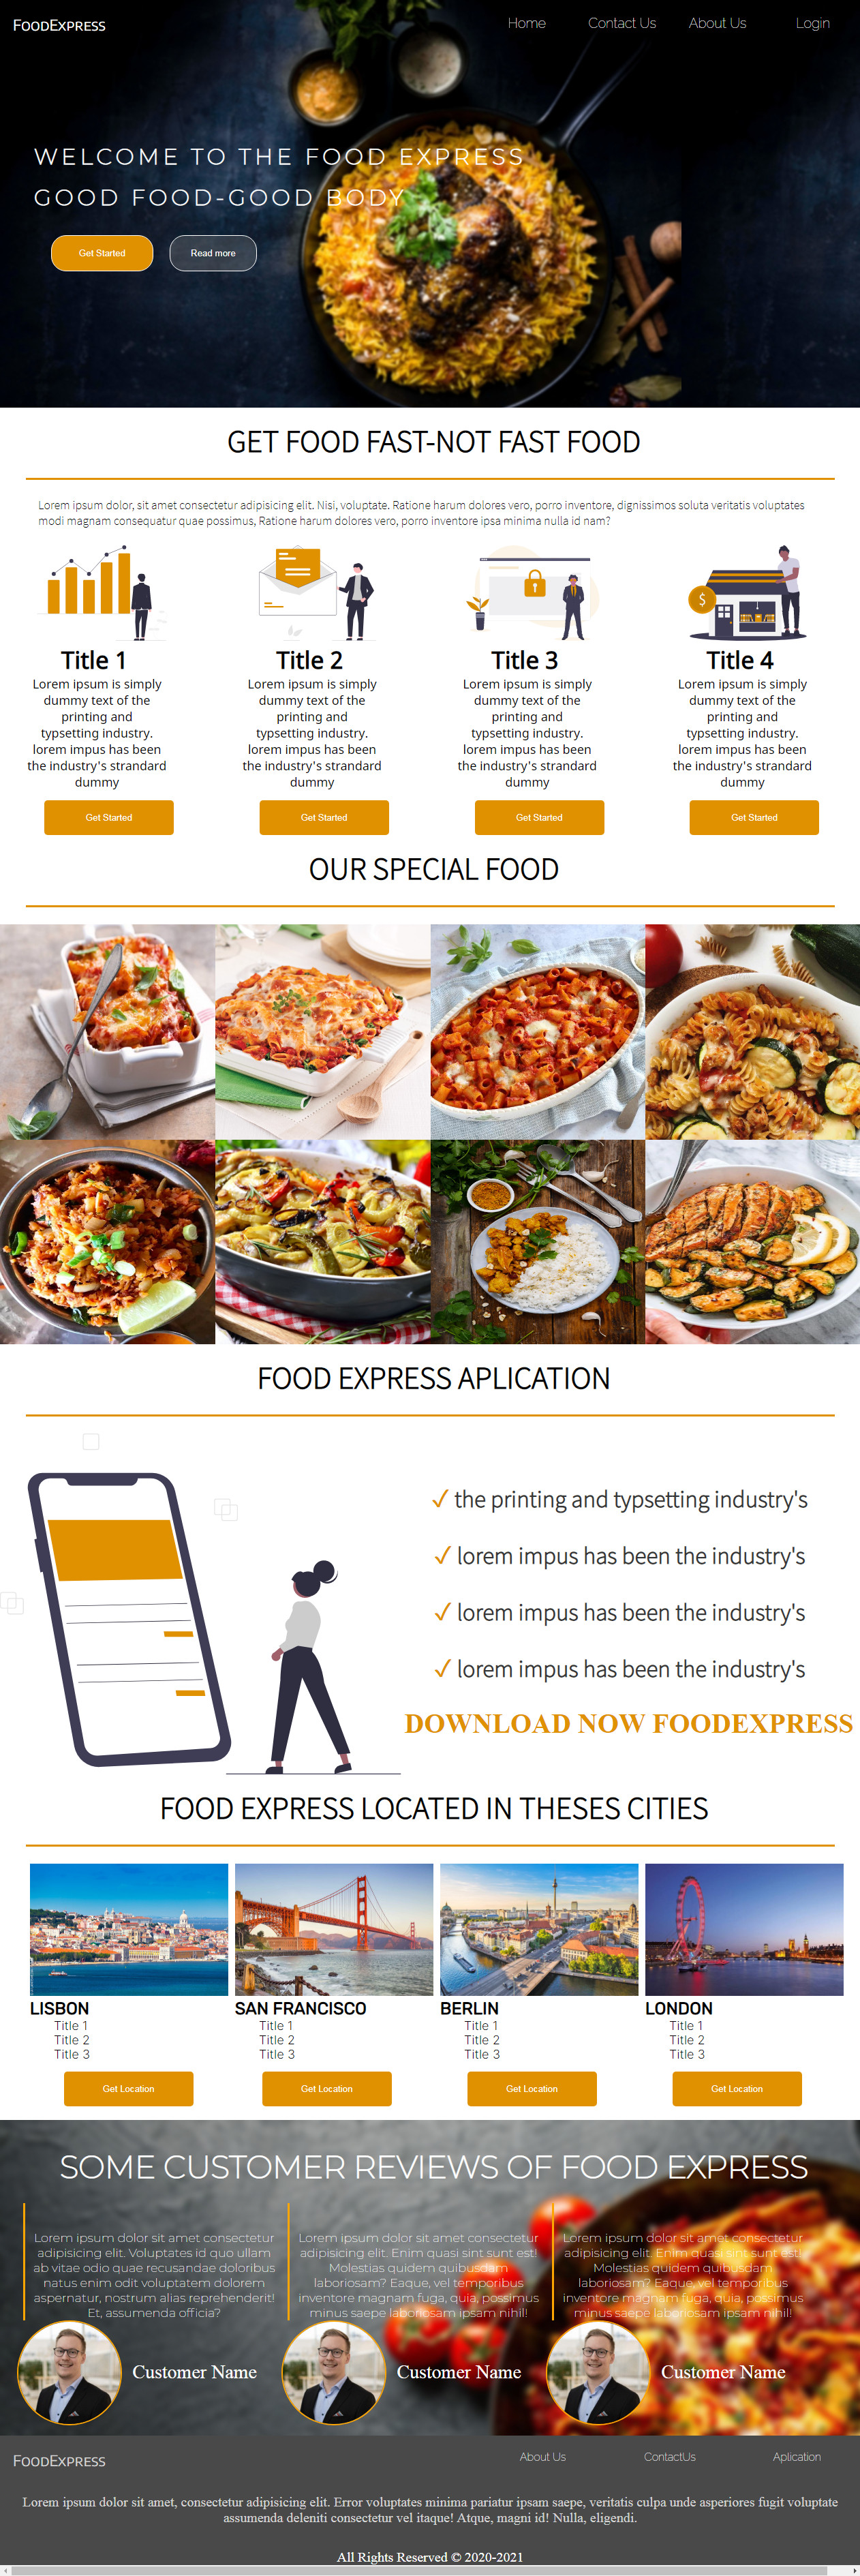 FOODEXPRESS
Home Contact Us About Us Login
WELCOME TO THE FOOD EXPRESS
GOOD FOOD-GOOD BODY
Get Started Read more
GET FOOD FAST-NOT FAST FOOD
Lorem ipsum dolor, sit amet consectetur adipisicing elit. Nisi, voluptate. Ratione harum dolores vero, porro inventore, dignissimos soluta veritatis voluptates
modi magnam consequatur quae possimus, Ratione harum dolores vero, porro inventore ipsa minima nulla id nam?
$
Title 1
Lorem ipsum is simply
dummy text of the
printing and
typsetting industry.
lorem impus has been
the industry's strandard
dummy
Get Started
Title 2
Lorem ipsum is simply
dummy text of the
printing and
typsetting industry.
lorem impus has been
the industry's strandard
dummy
Get Started
Title 3
Lorem ipsum is simply
dummy text of the
printing and
typsetting industry.
lorem impus has been
the industry's strandard
dummy
Get Started
Title 4
Lorem ipsum is simply
dummy text of the
printing and
typsetting industry.
lorem impus has been
the industry's strandard
dummy
Get Started
OUR SPECIAL FOOD
FOOD EXPRESS APLICATION
✓ the printing and typsetting industry's
✓ lorem impus has been the industry's
✓ lorem impus has been the industry's
✓ lorem impus has been the industry's
DOWNLOAD NOW FOODEXPRESS
FOOD EXPRESS LOCATED IN THESES CITIES
LISBON
Title 1
Title 2
Title 3
Get Location
SAN FRANCISCO
Title 1
Title 2
Title 3
Get Location
BERLIN
Title 1
Title 2
Title 3
Get Location
LONDON
Title 1
Title 2
Title 3
Get Location
SOME CUSTOMER REVIEWS OF FOOD EXPRESS
Lorem ipsum dolor sit amet consectetur
adipisicing elit. Voluptates id quo ullam
ab vitae odio quae recusandae doloribus
natus enim odit voluptatem dolorem
aspernatur, nostrum alias reprehenderit!
Et, assumenda officia?
Customer Name
Lorem ipsum dolor sit amet consectetur
adipisicing elit. Enim quasi sint sunt est!
Molestias quidem quibusdam
laboriosam? Eaque, vel temporibus
inventore magnam fuga, quia, possimus
minus saepe laboriosam ipsam nihil!
Customer Name
Lorem ipsum dolor sit amet consectetur
adipisicing elit. Enim quasi sint sunt est!
Molestias quidem quibusdam
laboriosam? Eaque, vel temporibus
inventore magnam fuga, quia, possimus
minus saepe laboriosam ipsam nihil!
Customer Name
FOODEXPRESS
About Us ContactUs Aplication
Lorem ipsum dolor sit amet, consectetur adipisicing elit. Error voluptates minima pariatur ipsam saepe, veritatis culpa unde asperiores fugit voluptate
assumenda deleniti consectetur vel itaque! Atque, magni id! Nulla, eligendi.
All Rights Reserved © 2020-2021